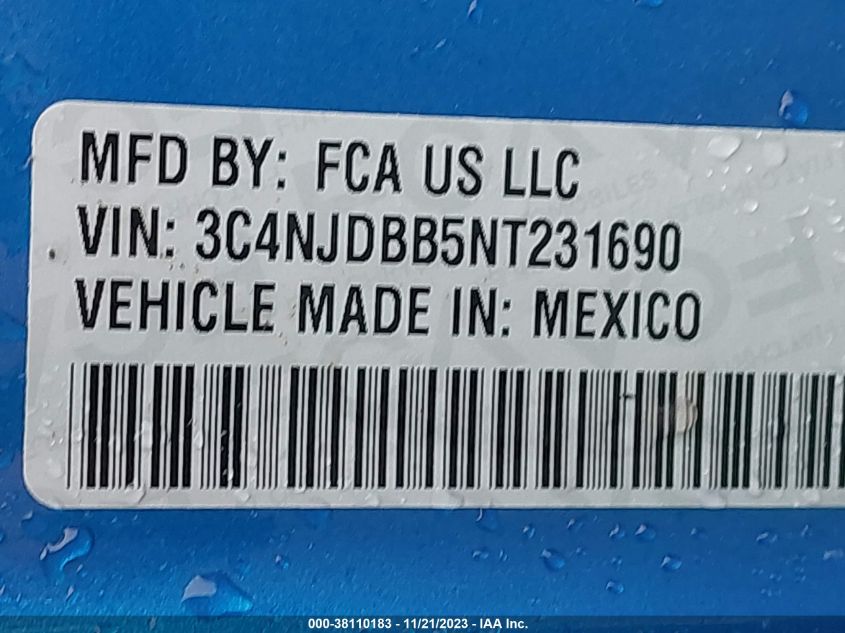 MFD BY: FCA US LLC
VIN: 3C4NJDBB5NT231690
VEHICLE MADE IN: MEXICO
000-38110183 - 11/21/2023 - IAA Inc.